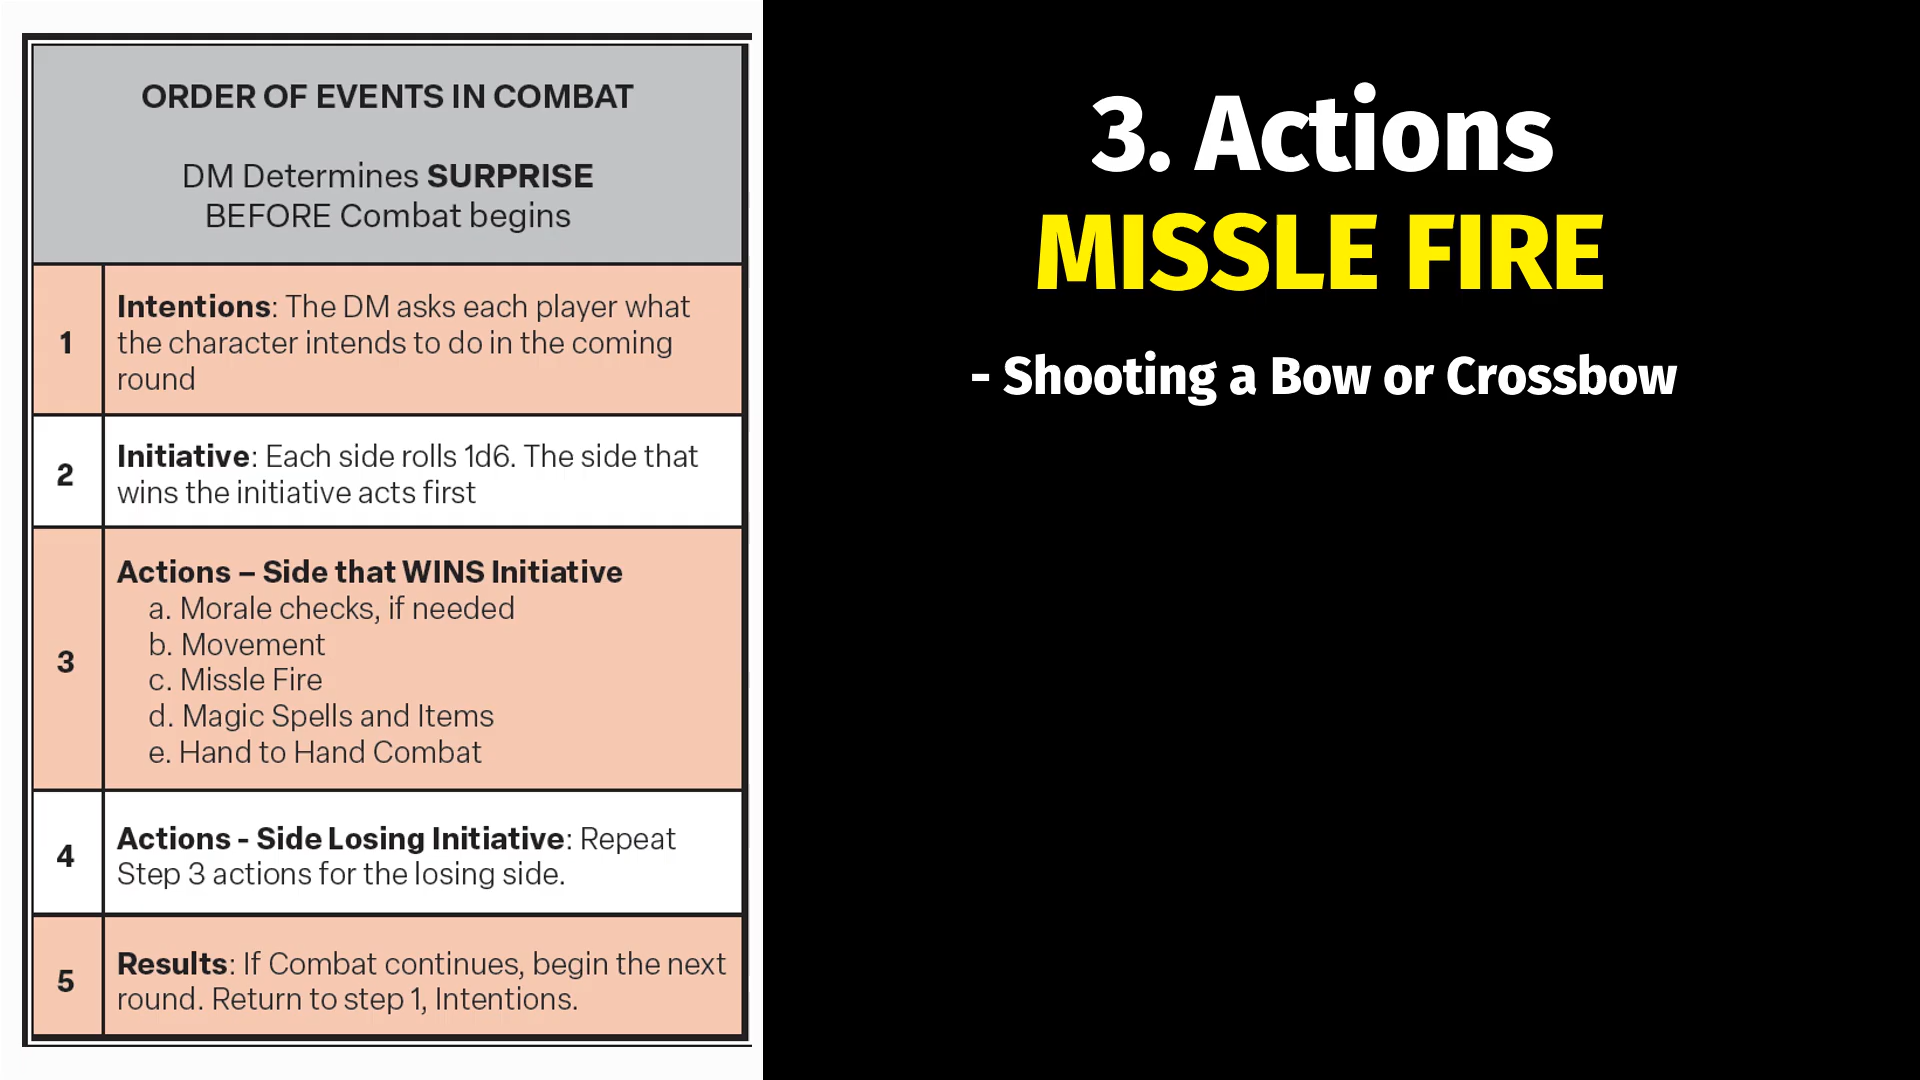 ORDER OF EVENTS IN COMBAT
DM Determines SURPRISE
BEFORE Combat begins
1
Intentions: The DM asks each player what
the character intends to do in the coming
round
2
Initiative: Each side rolls 1d6. The side that
wins the initiative acts first
3
Actions – Side that WINS Initiative
a. Morale checks, if needed
b. Movement
c. Missle Fire
d. Magic Spells and Items
e. Hand to Hand Combat
4
Actions - Side Losing Initiative: Repeat
Step 3 actions for the losing side.
5
Results: If Combat continues, begin the next
round. Return to step 1, Intentions.
3. Actions
MISSLE FIRE
- Shooting a Bow or Crossbow